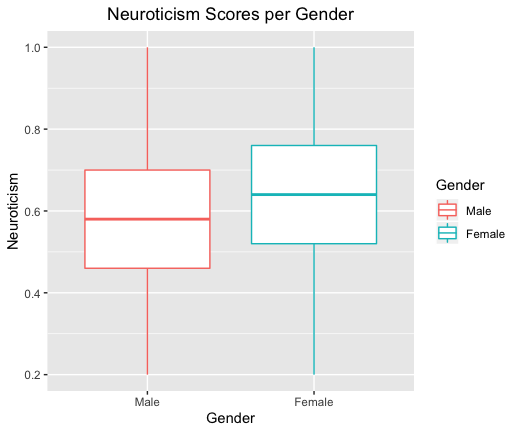 Neuroticism Scores per Gender
Neuroticism
1.0
0.8
0.6
0.4
0.2
Male
Female
Gender
Gender
Male
Female